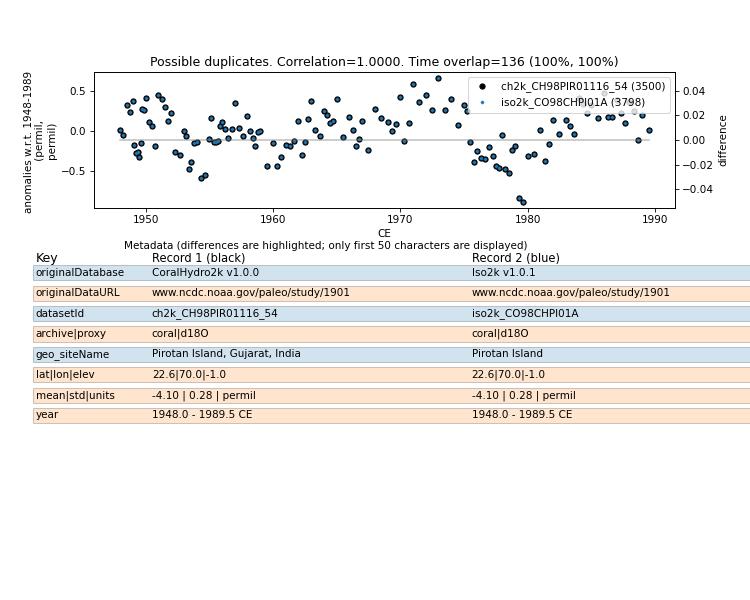 Possible duplicates. Correlation=1.0000. Time overlap=136 (100%, 100%)
anomalies w.r.t. 1948-1989
(permil,
permil)
0.5
0.0
−0.5
ch2k_CH98PIR01116_54 (3500)
iso2k_CO98CHPI01A (3798)
0.04
0.02
0.00
−0.02
−0.04
difference
1950
1960
1970
1980
1990
CE
Metadata (differences are highlighted; only first 50 characters are displayed)
Key Record 1 (black) Record 2 (blue)
originalDatabase CoralHydro2k v1.0.0 Iso2k v1.0.1
originalDataURL www.ncdc.noaa.gov/paleo/study/1901 www.ncdc.noaa.gov/paleo/study/1901
datasetId ch2k_CH98PIR01116_54 iso2k_CO98CHPI01A
archive|proxy coral|d18O coral|d18O
geo_siteName Pirotan Island, Gujarat, India Pirotan Island
lat|lon|elev 22.6|70.0|-1.0 22.6|70.0|-1.0
mean|std|units -4.10 | 0.28 | permil -4.10 | 0.28 | permil
year 1948.0 - 1989.5 CE 1948.0 - 1989.5 CE